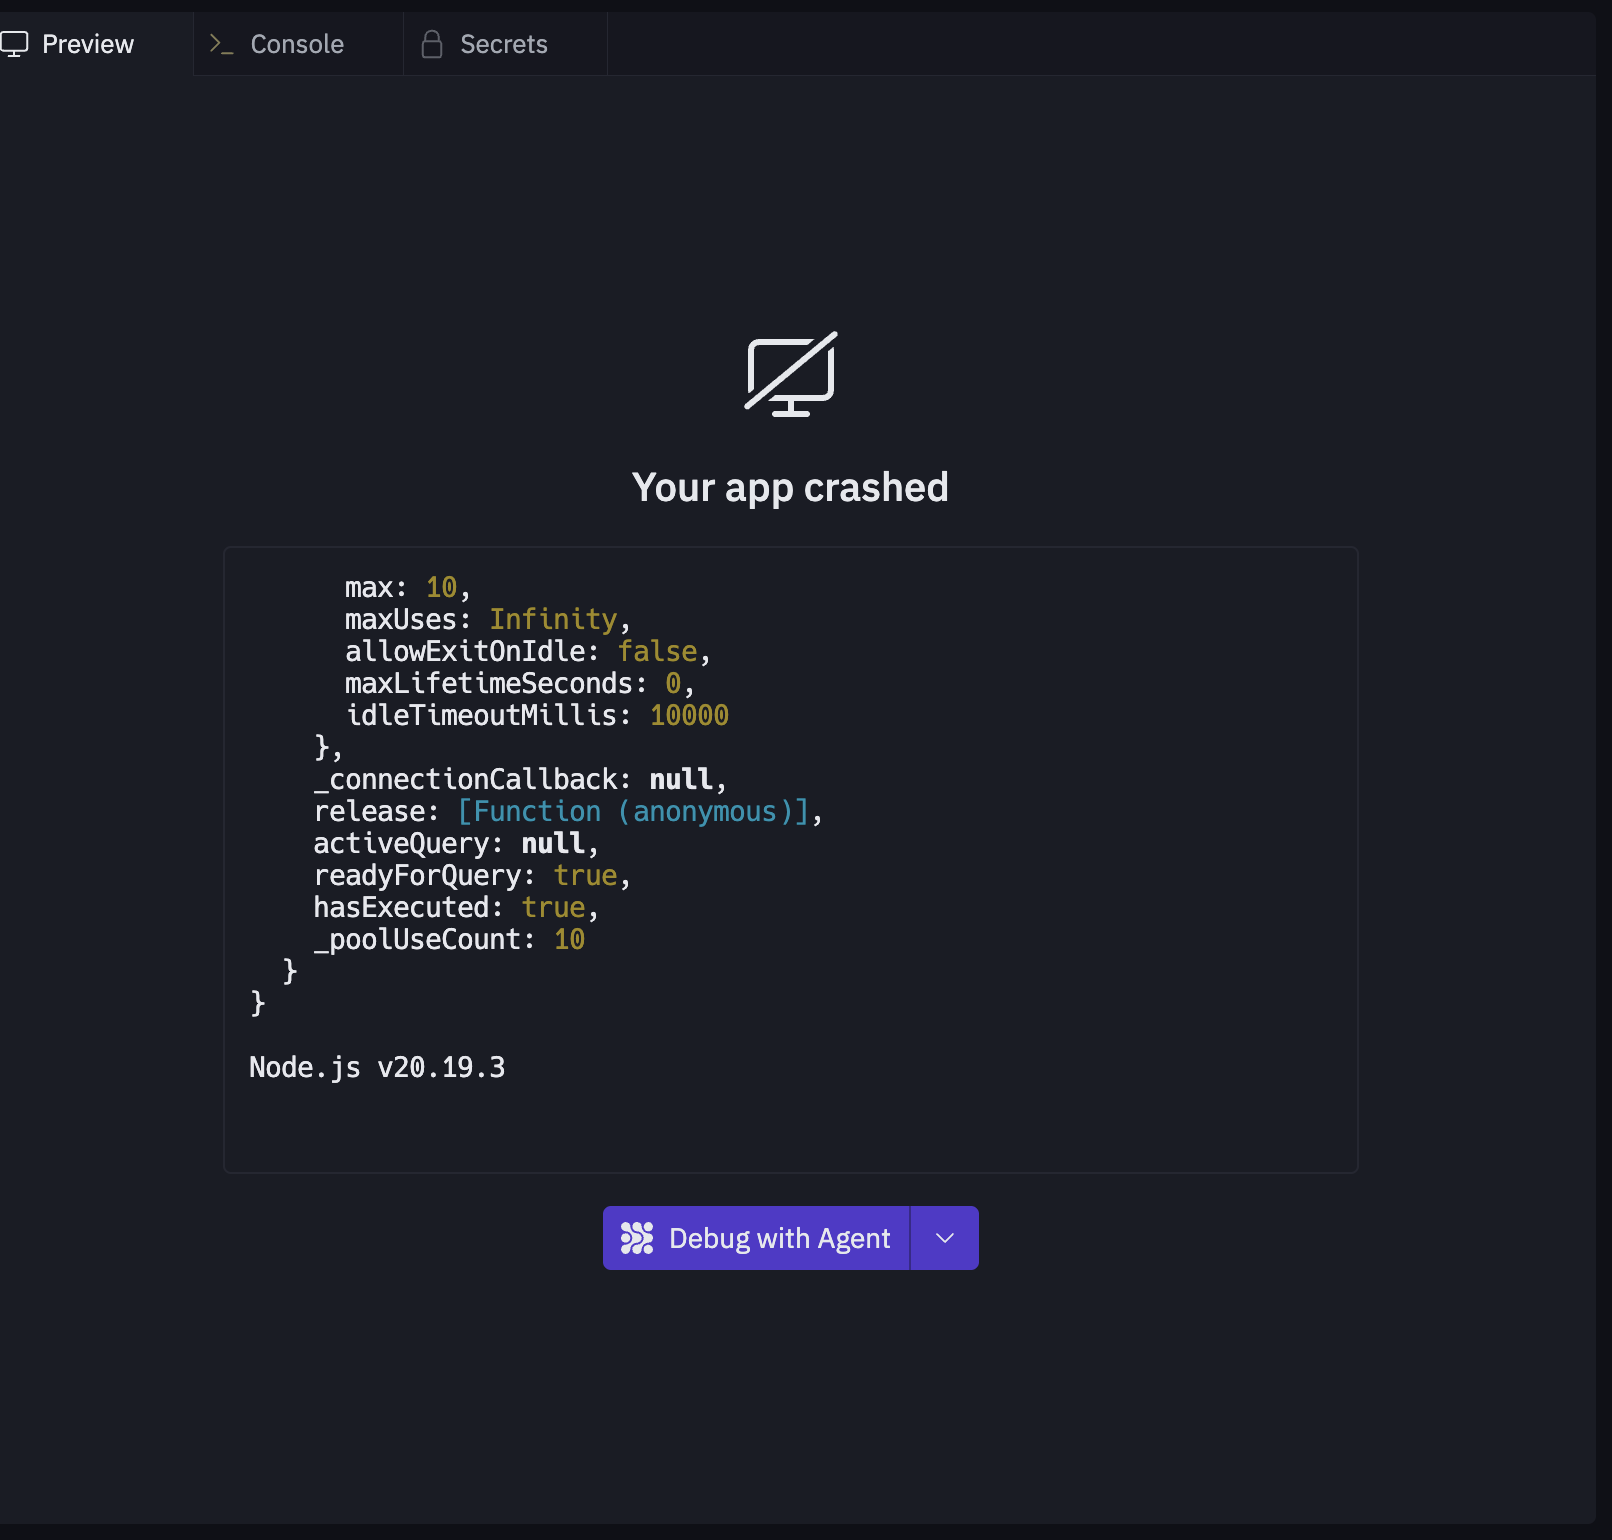 Preview Console Secrets
Your app crashed
max: 10,
maxUses: Infinity,
allowExitOnIdle: false,
maxLifetimeSeconds: 0,
idleTimeoutMillis: 10000
},
_connectionCallback: null,
release: [Function (anonymous)],
activeQuery: null,
readyForQuery: true,
hasExecuted: true,
_poolUseCount: 10
}
}
Node.js v20.19.3
Debug with Agent